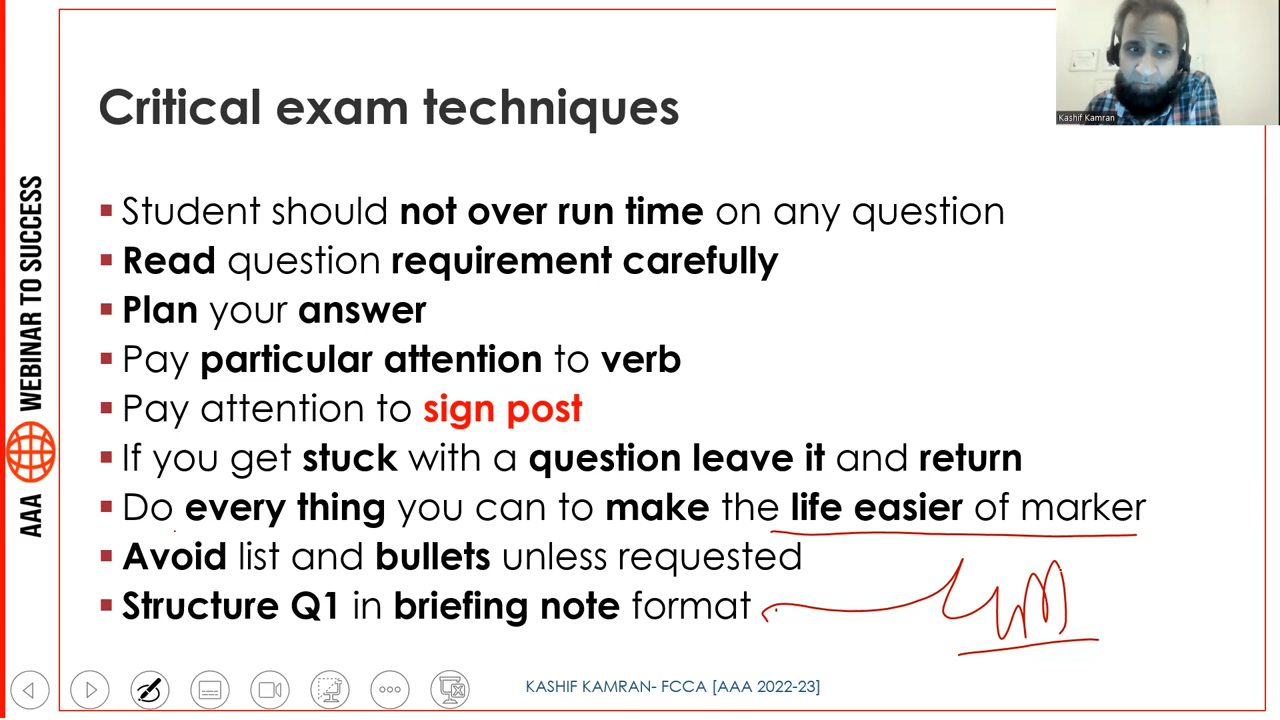 Kashif Kamran
Critical exam techniques
AAA WEBINAR TO SUCCESS
Student should not over run time on any question
Read question requirement carefully
Plan your answer
Pay particular attention to verb
Pay attention to sign post
If you get stuck with a question leave it and return
Do every thing you can to make the life easier of marker
Avoid list and bullets unless requested
Structure Q1 in briefing note format
KASHIF KAMRAN- FCCA [AAA 2022-23]